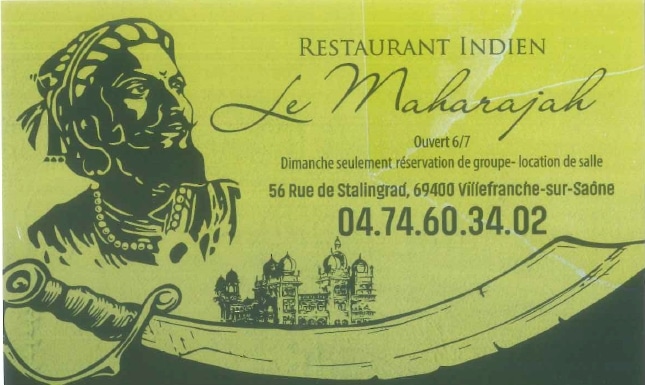 RESTAURANT INDIEN
Le Maharajah
Ouvert 6/7
Dimanche seulement réservation de groupe- location de salle
56 Rue de Stalingrad, 69400 Villefranche-sur-Saône
04.74.60.34.02